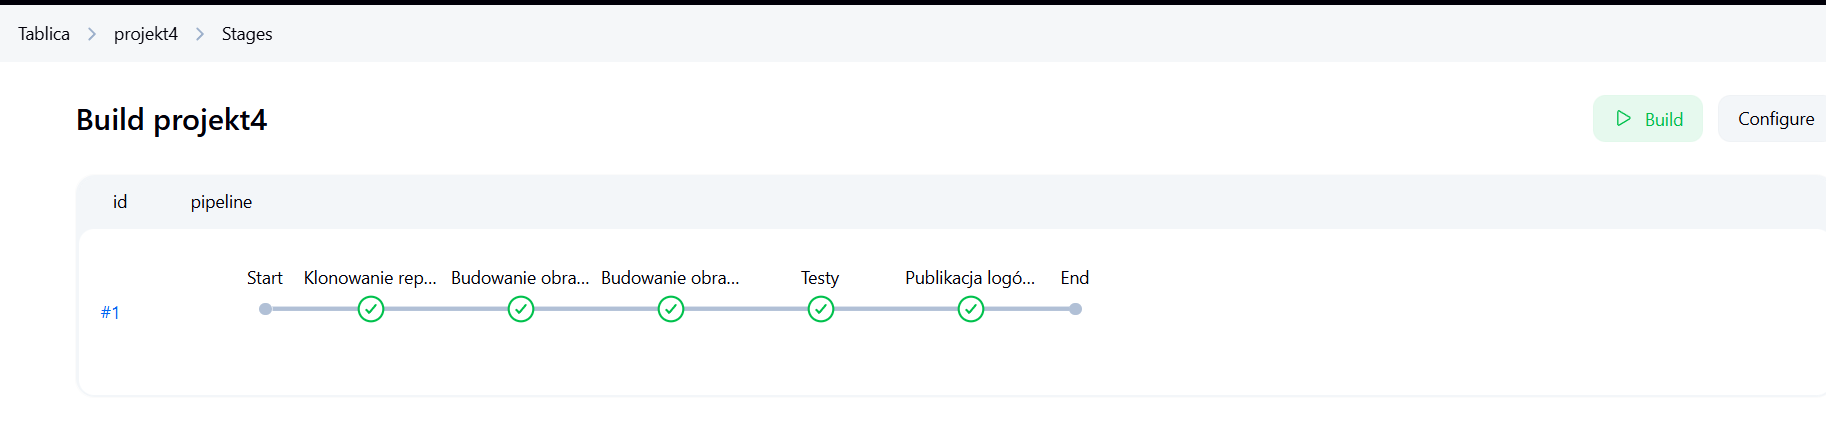 Tablica > projekt4 > Stages
Build projekt4
Build
Configure
id pipeline
Start Klonowanie rep... Budowanie obra... Budowanie obra... Testy Publikacja logó... End
#1